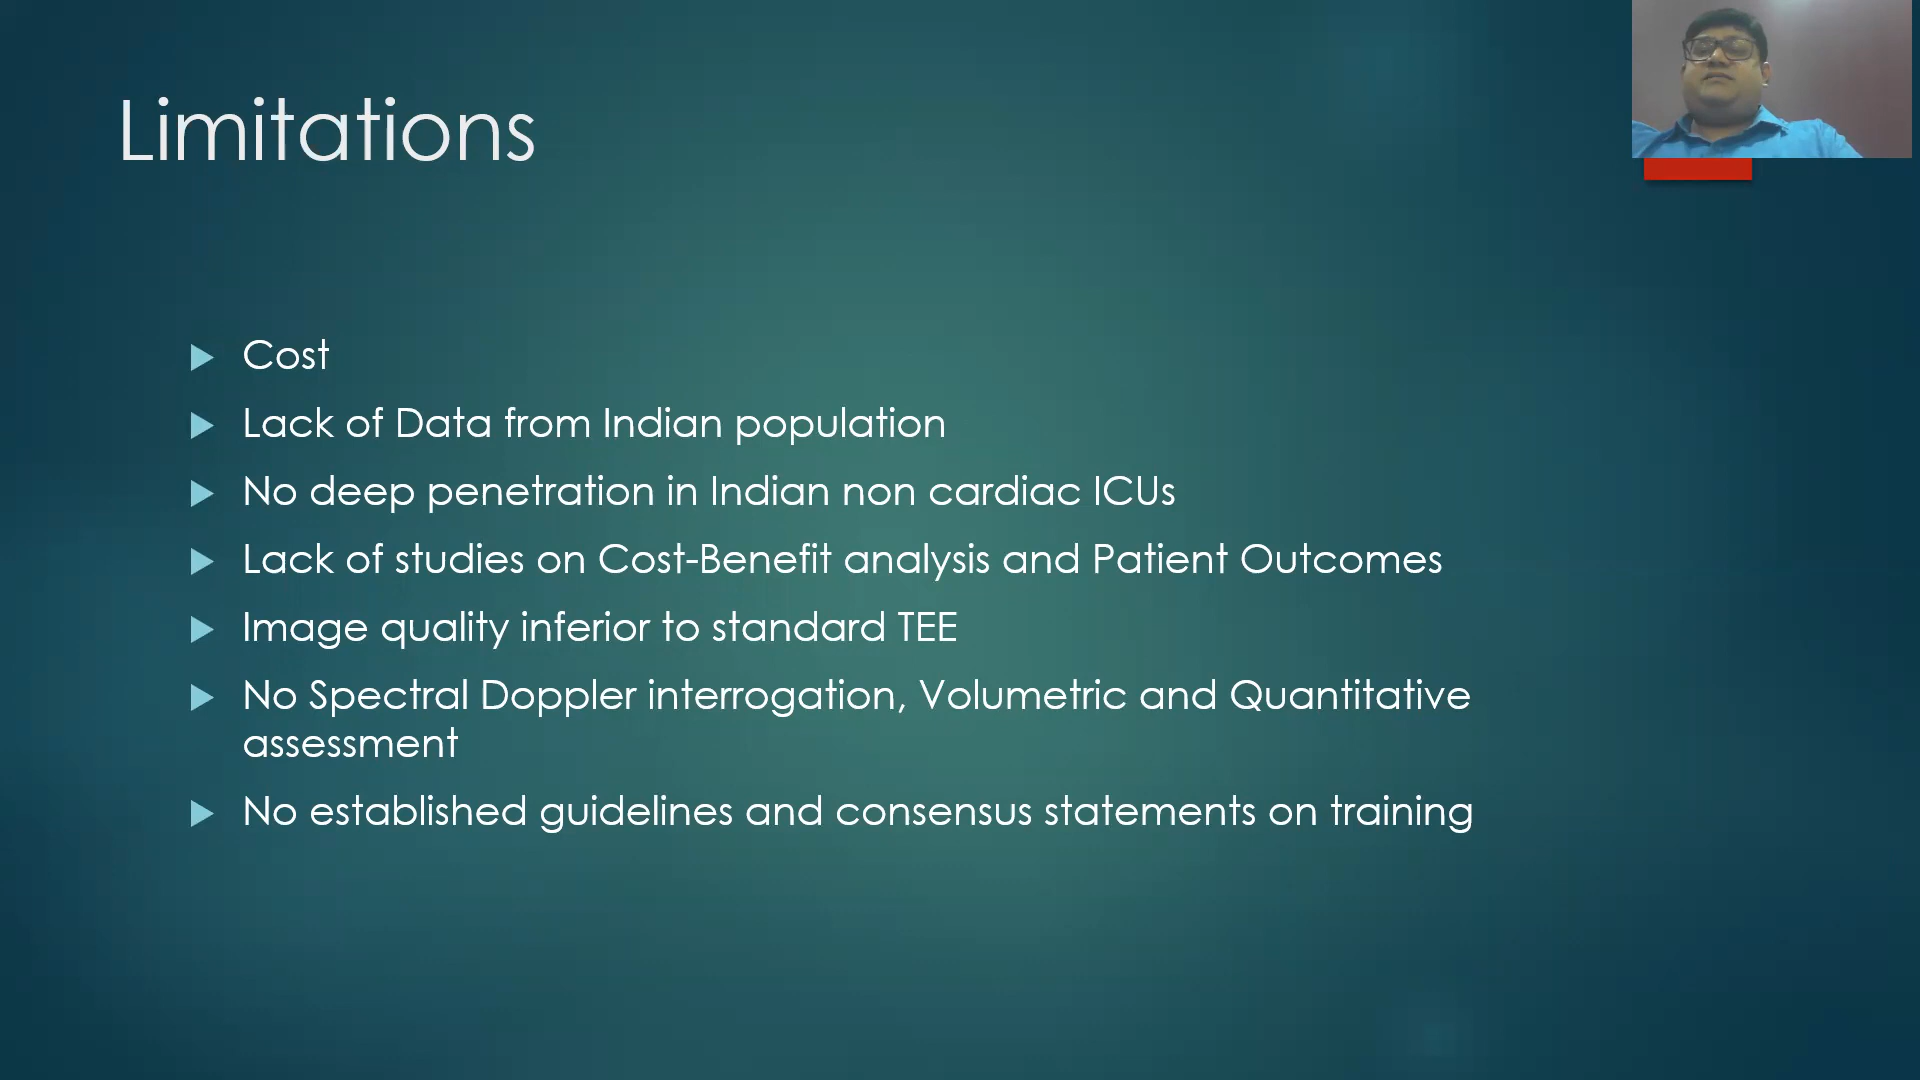 Limitations
Cost
Lack of Data from Indian population
No deep penetration in Indian non cardiac ICUs
Lack of studies on Cost-Benefit analysis and Patient Outcomes
Image quality inferior to standard TEE
No Spectral Doppler interrogation, Volumetric and Quantitative
assessment
No established guidelines and consensus statements on training